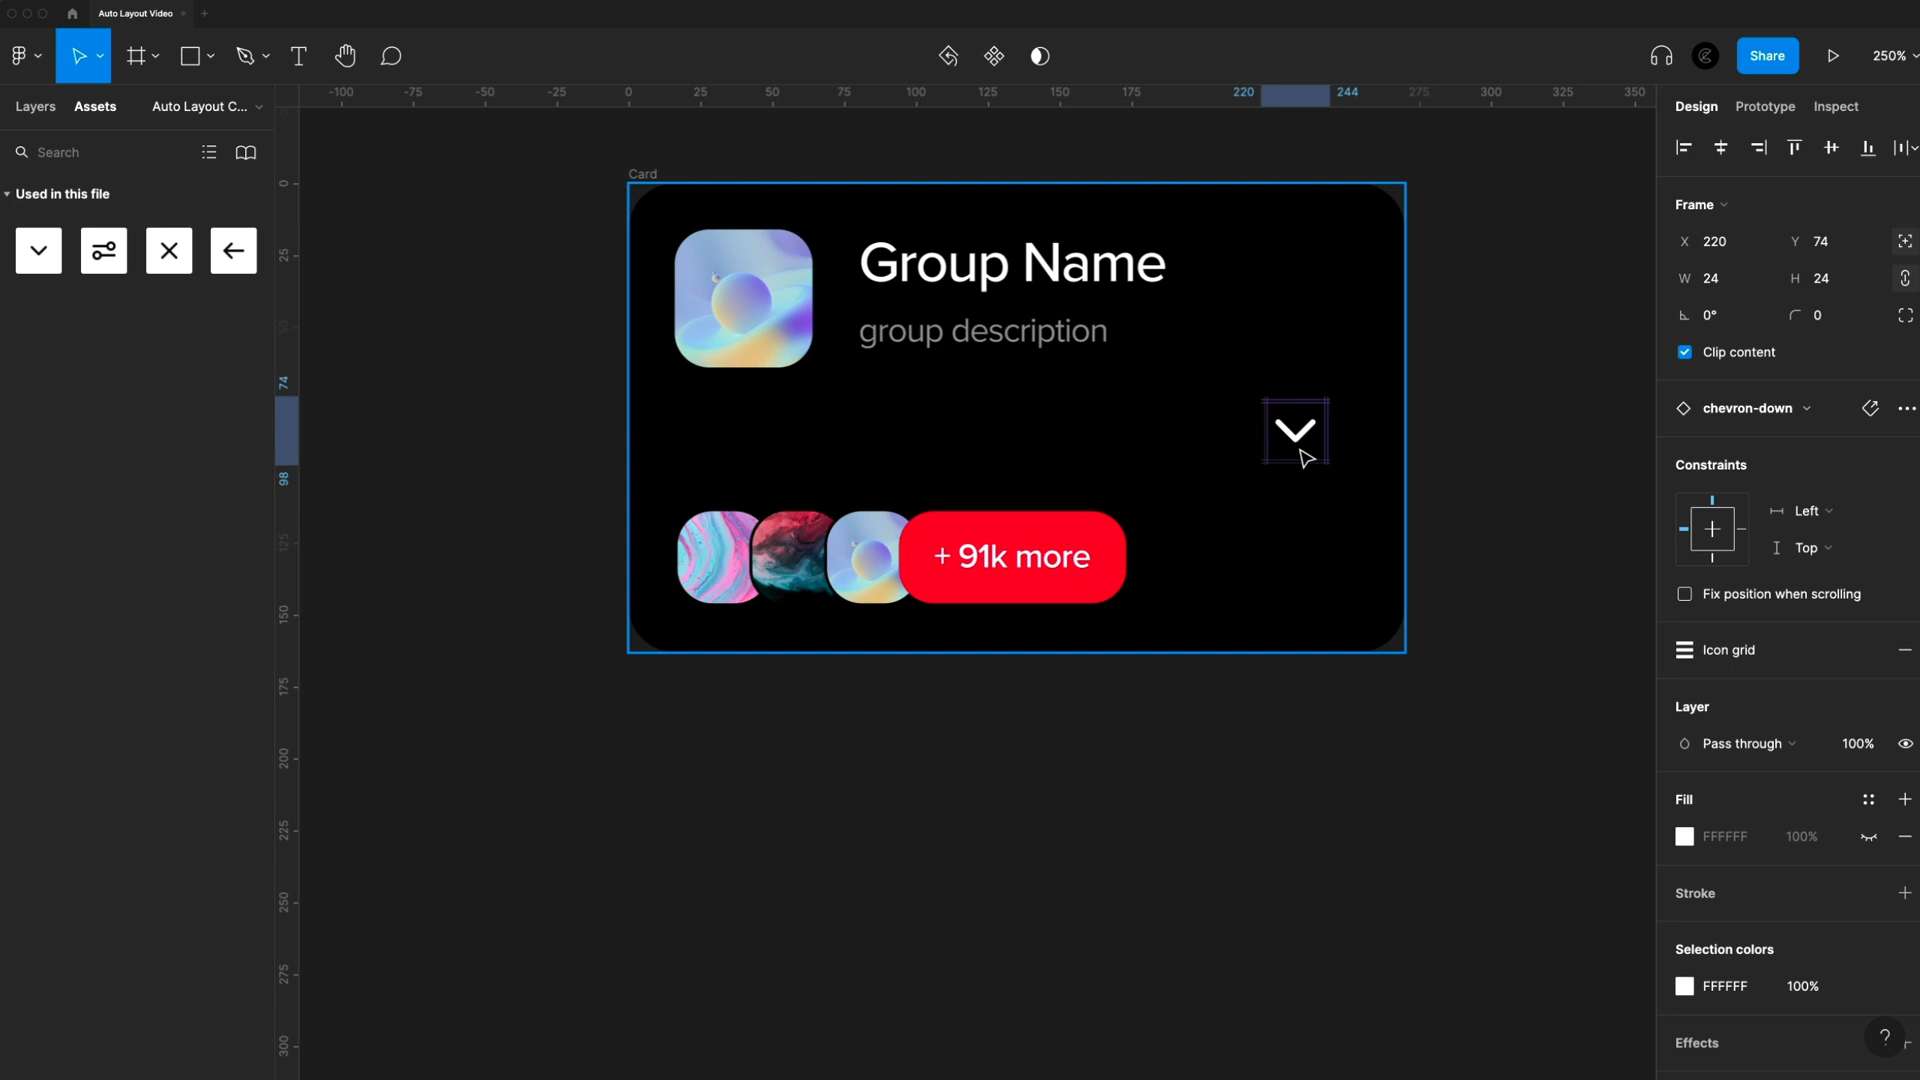 Auto Layout Video
Share
250%
Layers
Assets
Auto Layout C...
-100
-75
-50
-25
0
25
50
75
100
125
150
175
220
244
275
300
325
350
Design
Prototype
Inspect
Search
Used in this file
Card
0
25
50
74
98
125
150
175
200
225
250
275
300
Group Name
group description
+ 91k more
Frame
X 220
Y 74
W 24
H 24
0°
0
Clip content
chevron-down
Constraints
Left
Top
Fix position when scrolling
Icon grid
Layer
Pass through
100%
Fill
FFFFFF
100%
Stroke
Selection colors
FFFFFF
100%
Effects
?